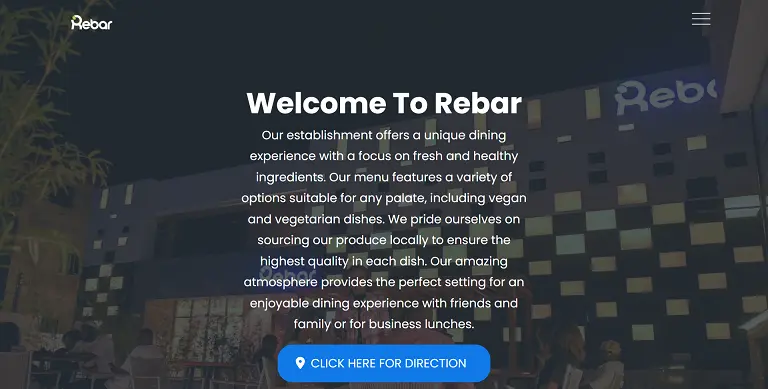 Rebar
Rebar
Welcome To Rebar
Our establishment offers a unique dining
experience with a focus on fresh and healthy
ingredients. Our menu features a variety of
options suitable for any palate, including vegan
and vegetarian dishes. We pride ourselves on
sourcing our produce locally to ensure the
highest quality in each dish. Our amazing
atmosphere provides the perfect setting for an
enjoyable dining experience with friends and
family or for business lunches.
CLICK HERE FOR DIRECTION